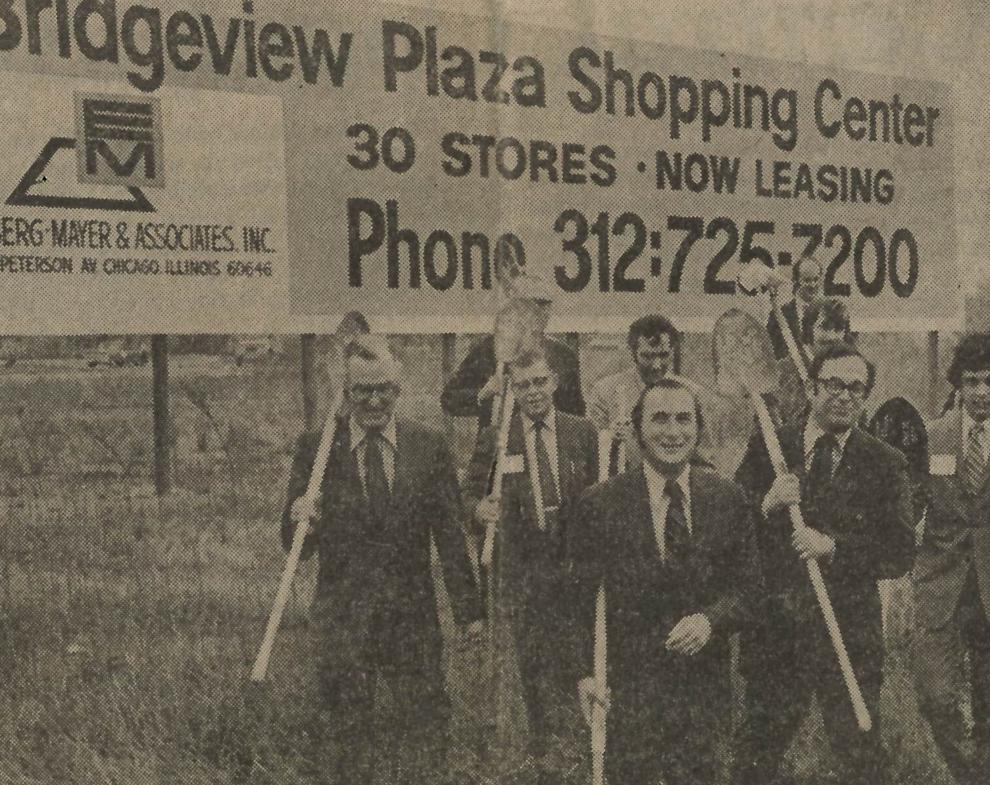 Bridgeview Plaza Shopping Center
30 STORES · NOW LEASING
Phone 312:725-7200
EM
ERG·MAYER & ASSOCIATES, INC.
PETERSON AV. CHICAGO, ILLINOIS 60646